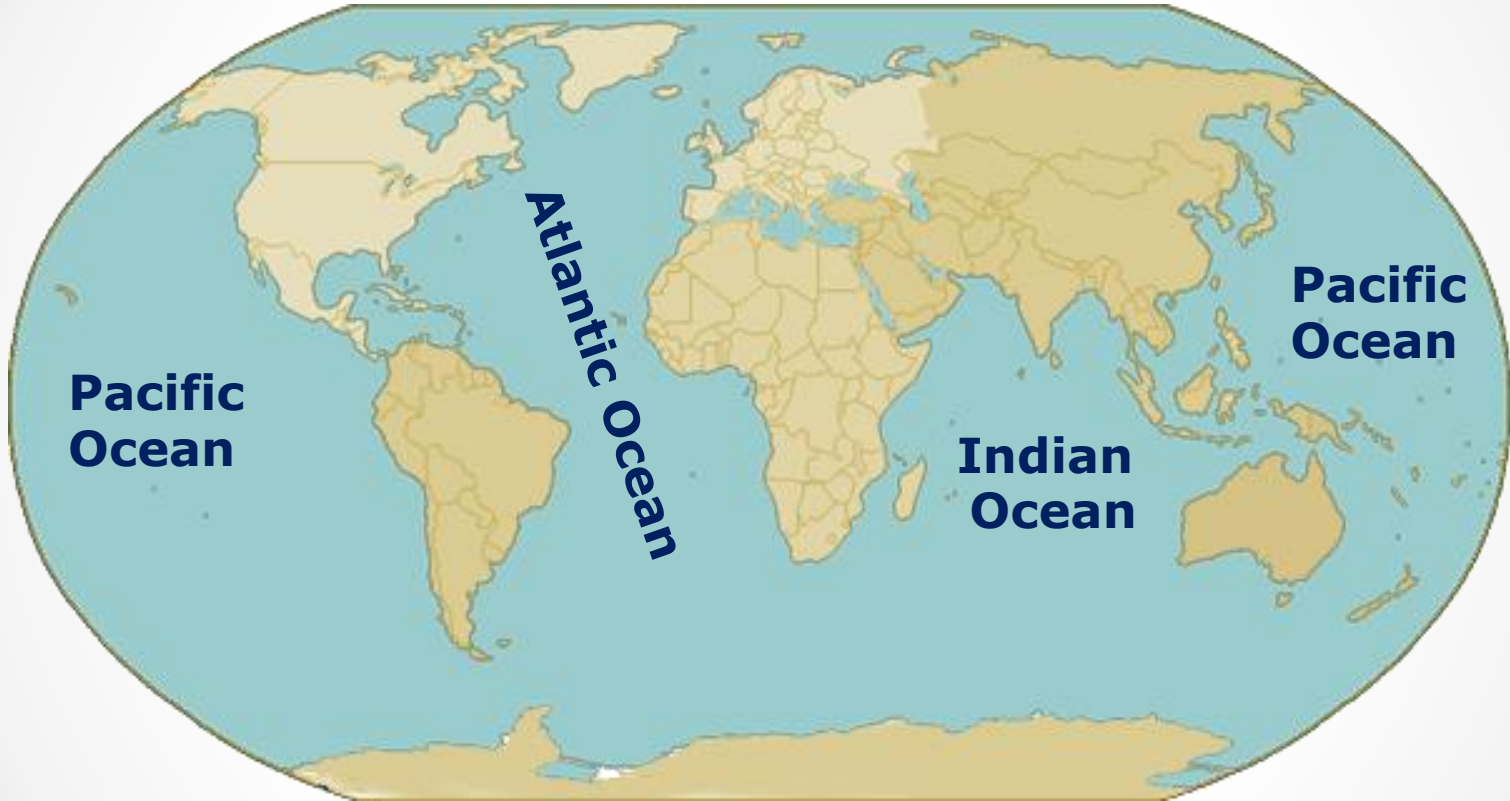 Atlantic Ocean
Pacific
Ocean
Pacific
Ocean
Indian
Ocean